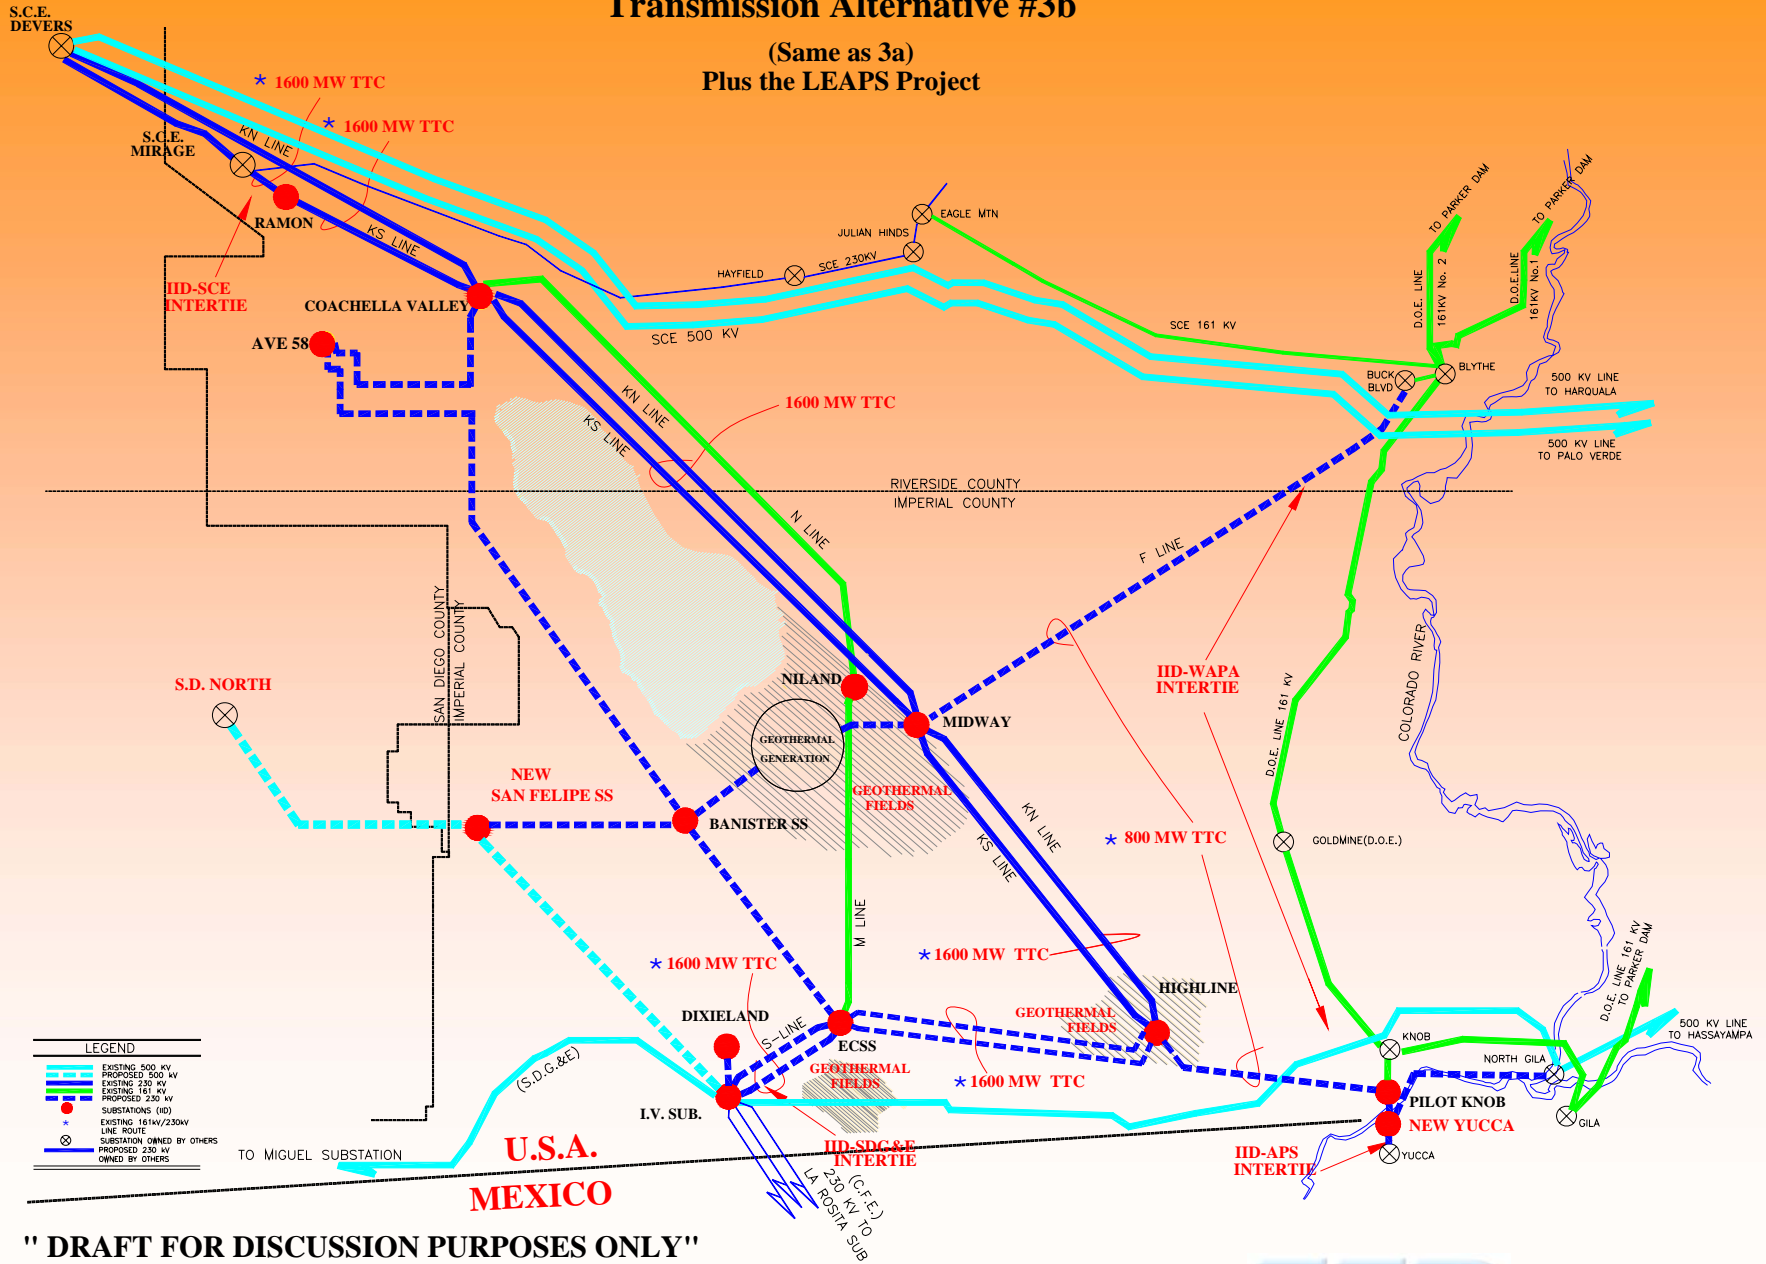 Transmission Alternative #3b
(Same as 3a)
Plus the LEAPS Project
S.C.E.
DEVERS
* 1600 MW TTC
* 1600 MW TTC
S.C.E.
MIRAGE
KN LINE
RAMON
KS LINE
IID-SCE
INTERTIE
COACHELLA VALLEY
AVE 58
EAGLE MTN
JULIAN HINDS
HAYFIELD
SCE 230KV
SCE 500 KV
SCE 161 KV
TO PARKER DAM
TO PARKER DAM
D.O.E. LINE
161KV No. 2
D.O.E.LINE
161KV No.1
BUCK
BLVD
BLYTHE
500 KV LINE
TO HARQUALA
500 KV LINE
TO PALO VERDE
KN LINE
KS LINE
1600 MW TTC
RIVERSIDE COUNTY
IMPERIAL COUNTY
N LINE
F LINE
SAN DIEGO COUNTY
IMPERIAL COUNTY
COLORADO RIVER
IID-WAPA
INTERTIE
D.O.E. LINE 161 KV
S.D. NORTH
NILAND
MIDWAY
GEOTHERMAL
GENERATION
GEOTHERMAL
FIELDS
NEW
SAN FELIPE SS
BANISTER SS
KN LINE
KS LINE
* 800 MW TTC
GOLDMINE(D.O.E.)
M LINE
* 1600 MW TTC
* 1600 MW TTC
HIGHLINE
GEOTHERMAL
FIELDS
DIXIELAND
S-LINE
ECSS
D.O.E. LINE 161 KV
TO PARKER DAM
500 KV LINE
TO HASSAYAMPA
KNOB
NORTH GILA
GEOTHERMAL
FIELDS
* 1600 MW TTC
(S.D.G.&E)
I.V. SUB.
PILOT KNOB
NEW YUCCA
GILA
YUCCA
IID-SDG&E
INTERTIE
IID-APS
INTERTIE
LEGEND
EXISTING 500 KV
PROPOSED 500 kV
EXISTING 230 KV
EXISTING 161 KV
PROPOSED 230 kV
SUBSTATIONS (IID)
* EXISTING 161kV/230kV
LINE ROUTE
SUBSTATION OWNED BY OTHERS
PROPOSED 230 kV
OWNED BY OTHERS
TO MIGUEL SUBSTATION
U.S.A.
MEXICO
(C.F.E.)
230 KV TO
LA ROSITA SUB
" DRAFT FOR DISCUSSION PURPOSES ONLY"